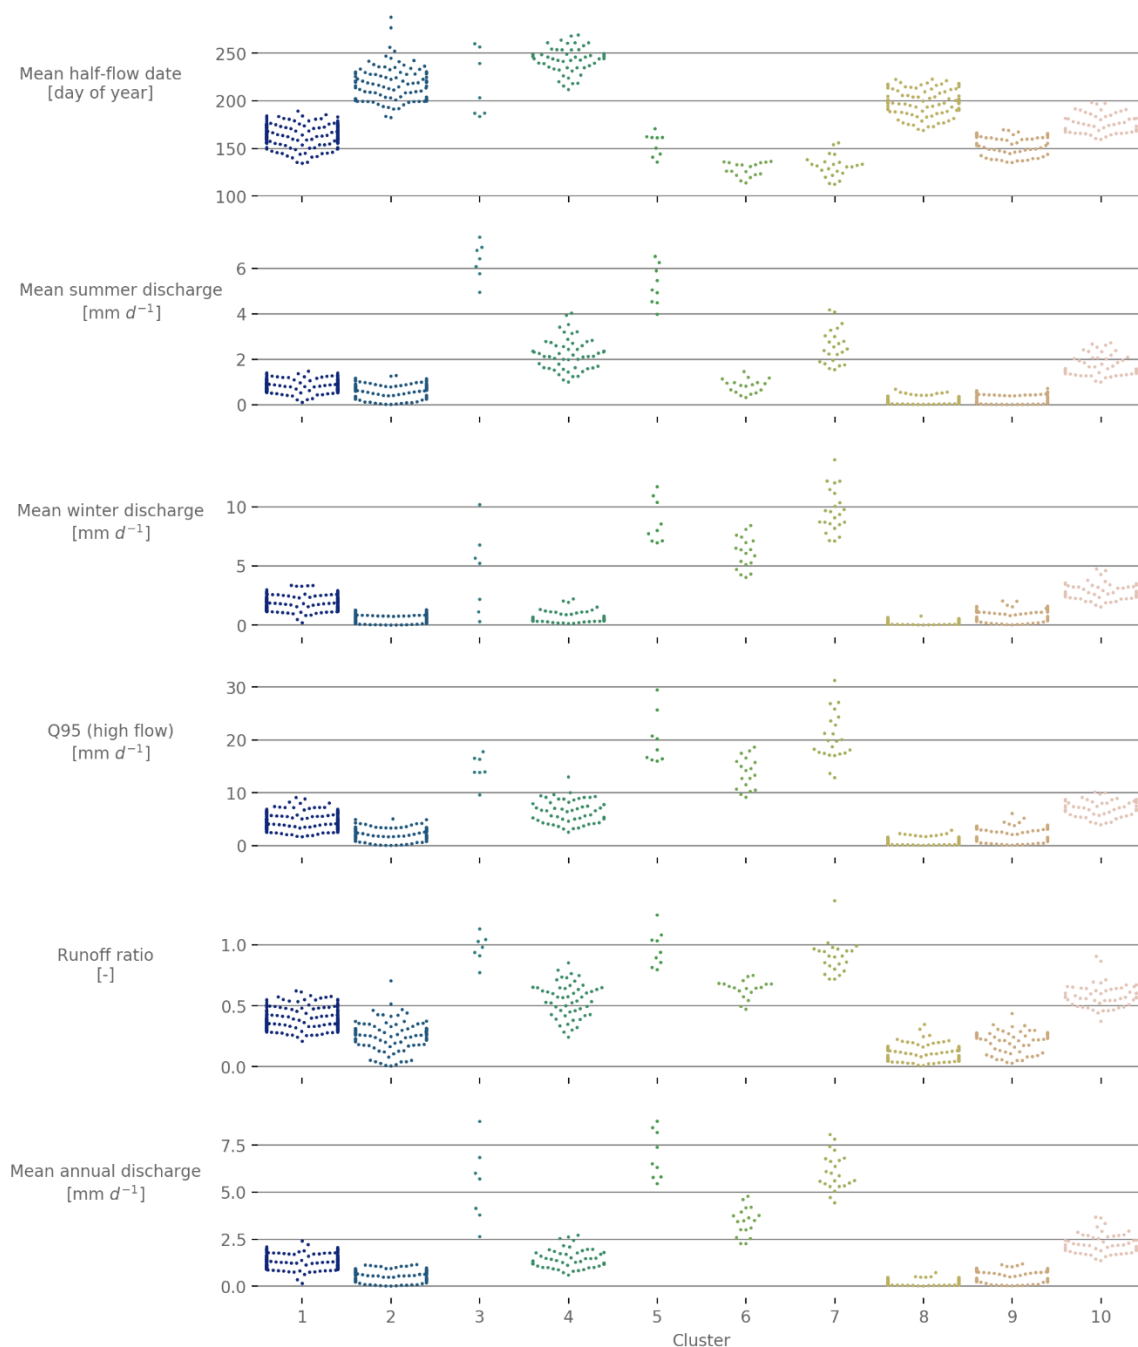 Mean half-flow date
[day of year]
250
200
150
100
Mean summer discharge
[mm d⁻¹]
6
4
2
0
Mean winter discharge
[mm d⁻¹]
10
5
0
Q95 (high flow)
[mm d⁻¹]
30
20
10
0
Runoff ratio
[-]
1.0
0.5
0.0
Mean annual discharge
[mm d⁻¹]
7.5
5.0
2.5
0.0
1 2 3 4 5 6 7 8 9 10
Cluster